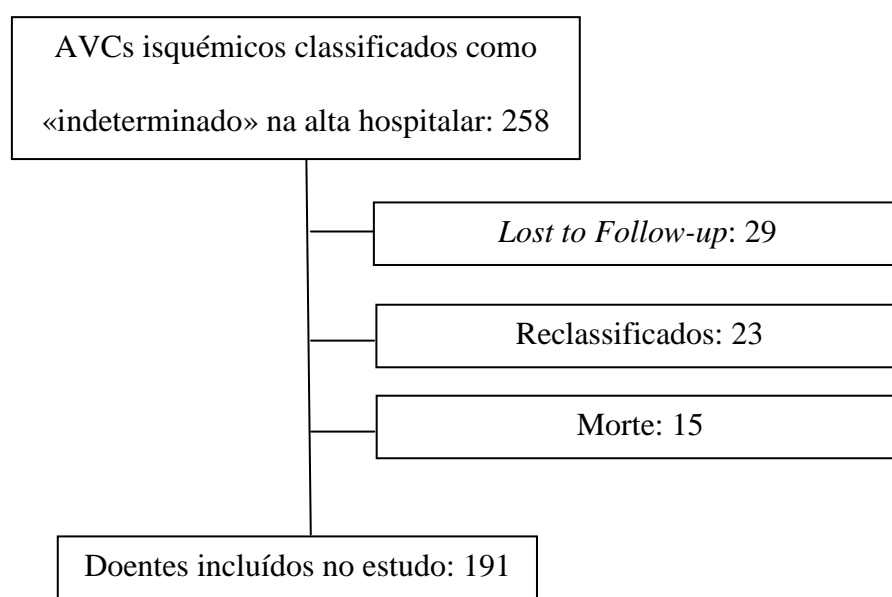 AVCs isquémicos classificados como
«indeterminado» na alta hospitalar: 258
Lost to Follow-up: 29
Reclassificados: 23
Morte: 15
Doentes incluídos no estudo: 191